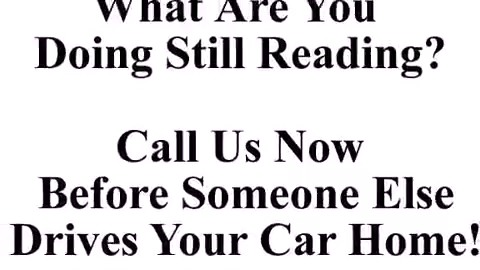 What Are You
Doing Still Reading?
Call Us Now
Before Someone Else
Drives Your Car Home!